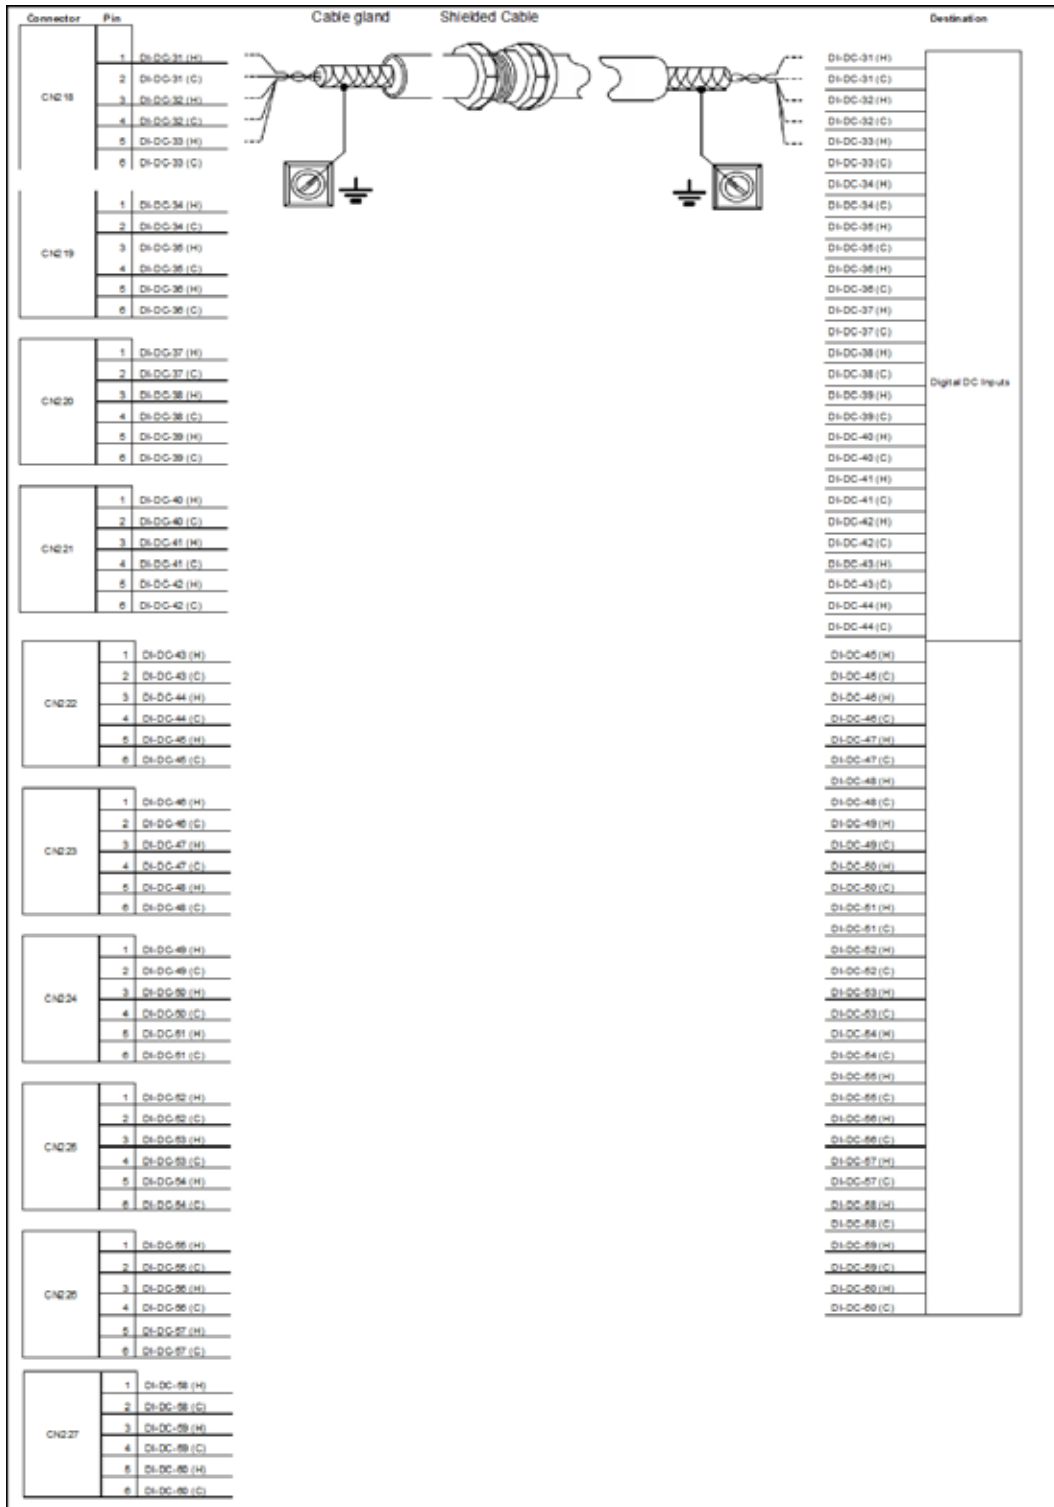 Connector Pin Cable gland Shielded Cable Destination
CN218
1 DI-DC-31 (H)
2 DI-DC-31 (C)
3 DI-DC-32 (H)
4 DI-DC-32 (C)
5 DI-DC-33 (H)
6 DI-DC-33 (C)
CN219
1 DI-DC-34 (H)
2 DI-DC-34 (C)
3 DI-DC-35 (H)
4 DI-DC-35 (C)
5 DI-DC-36 (H)
6 DI-DC-36 (C)
CN220
1 DI-DC-37 (H)
2 DI-DC-37 (C)
3 DI-DC-38 (H)
4 DI-DC-38 (C)
5 DI-DC-39 (H)
6 DI-DC-39 (C)
CN221
1 DI-DC-40 (H)
2 DI-DC-40 (C)
3 DI-DC-41 (H)
4 DI-DC-41 (C)
5 DI-DC-42 (H)
6 DI-DC-42 (C)
CN222
1 DI-DC-43 (H)
2 DI-DC-43 (C)
3 DI-DC-44 (H)
4 DI-DC-44 (C)
5 DI-DC-45 (H)
6 DI-DC-45 (C)
CN223
1 DI-DC-46 (H)
2 DI-DC-46 (C)
3 DI-DC-47 (H)
4 DI-DC-47 (C)
5 DI-DC-48 (H)
6 DI-DC-48 (C)
CN224
1 DI-DC-49 (H)
2 DI-DC-49 (C)
3 DI-DC-50 (H)
4 DI-DC-50 (C)
5 DI-DC-51 (H)
6 DI-DC-51 (C)
CN225
1 DI-DC-52 (H)
2 DI-DC-52 (C)
3 DI-DC-53 (H)
4 DI-DC-53 (C)
5 DI-DC-54 (H)
6 DI-DC-54 (C)
CN226
1 DI-DC-55 (H)
2 DI-DC-55 (C)
3 DI-DC-56 (H)
4 DI-DC-56 (C)
5 DI-DC-57 (H)
6 DI-DC-57 (C)
CN227
1 DI-DC-58 (H)
2 DI-DC-58 (C)
3 DI-DC-59 (H)
4 DI-DC-59 (C)
5 DI-DC-60 (H)
6 DI-DC-60 (C)
DI-DC-31 (H)
DI-DC-31 (C)
DI-DC-32 (H)
DI-DC-32 (C)
DI-DC-33 (H)
DI-DC-33 (C)
DI-DC-34 (H)
DI-DC-34 (C)
DI-DC-35 (H)
DI-DC-35 (C)
DI-DC-36 (H)
DI-DC-36 (C)
DI-DC-37 (H)
DI-DC-37 (C)
DI-DC-38 (H)
DI-DC-38 (C)
DI-DC-39 (H)
DI-DC-39 (C)
DI-DC-40 (H)
DI-DC-40 (C)
DI-DC-41 (H)
DI-DC-41 (C)
DI-DC-42 (H)
DI-DC-42 (C)
DI-DC-43 (H)
DI-DC-43 (C)
DI-DC-44 (H)
DI-DC-44 (C)
Digital DC Inputs
DI-DC-45 (H)
DI-DC-45 (C)
DI-DC-46 (H)
DI-DC-46 (C)
DI-DC-47 (H)
DI-DC-47 (C)
DI-DC-48 (H)
DI-DC-48 (C)
DI-DC-49 (H)
DI-DC-49 (C)
DI-DC-50 (H)
DI-DC-50 (C)
DI-DC-51 (H)
DI-DC-51 (C)
DI-DC-52 (H)
DI-DC-52 (C)
DI-DC-53 (H)
DI-DC-53 (C)
DI-DC-54 (H)
DI-DC-54 (C)
DI-DC-55 (H)
DI-DC-55 (C)
DI-DC-56 (H)
DI-DC-56 (C)
DI-DC-57 (H)
DI-DC-57 (C)
DI-DC-58 (H)
DI-DC-58 (C)
DI-DC-59 (H)
DI-DC-59 (C)
DI-DC-60 (H)
DI-DC-60 (C)